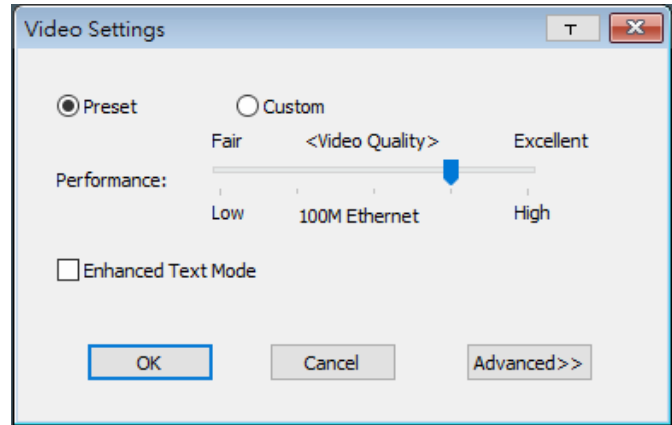 Video Settings
T
Preset
Custom
Fair <Video Quality> Excellent
Performance:
Low 100M Ethernet High
Enhanced Text Mode
OK Cancel Advanced>>